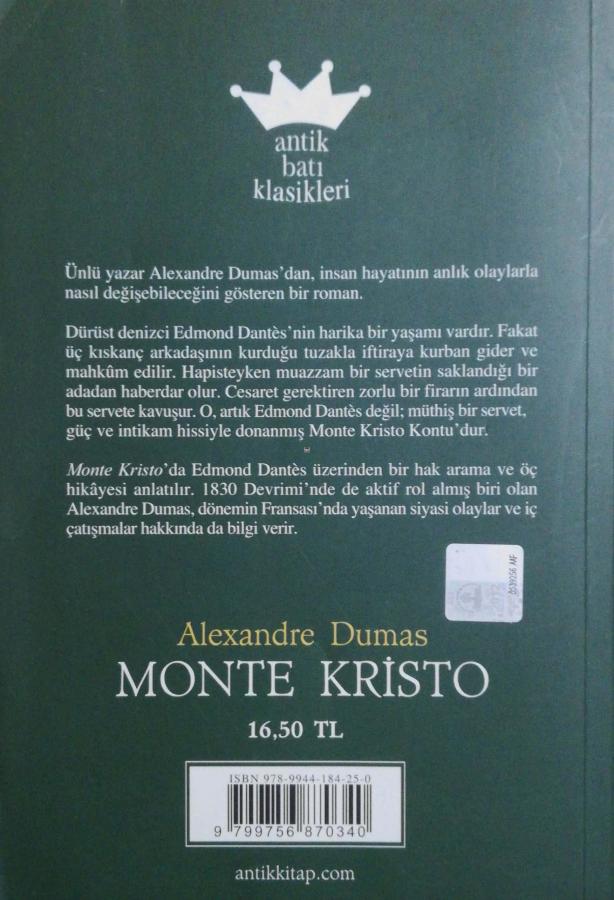 antik
batı
klasikleri
Ünlü yazar Alexandre Dumas'dan, insan hayatının anlık olaylarla
nasıl değişebileceğini gösteren bir roman.
Dürüst denizci Edmond Dantès'nin harika bir yaşamı vardır. Fakat
üç kıskanç arkadaşının kurduğu tuzakla iftiraya kurban gider ve
mahkûm edilir. Hapisteyken muazzam bir servetin saklandığı bir
adadan haberdar olur. Cesaret gerektiren zorlu bir firarın ardından
bu servete kavuşur. O, artık Edmond Dantès değil; müthiş bir servet,
güç ve intikam hissiyle donanmış Monte Kristo Kontu'dur.
Monte Kristo'da Edmond Dantès üzerinden bir hak arama ve öç
hikâyesi anlatılır. 1830 Devrimi'nde de aktif rol almış biri olan
Alexandre Dumas, dönemin Fransası'nda yaşanan siyasi olaylar ve iç
çatışmalar hakkında da bilgi verir.
Alexandre Dumas
MONTE KRİSTO
16,50 TL
ISBN 978-9944-184-25-0
9 799756 870340
antikkitap.com